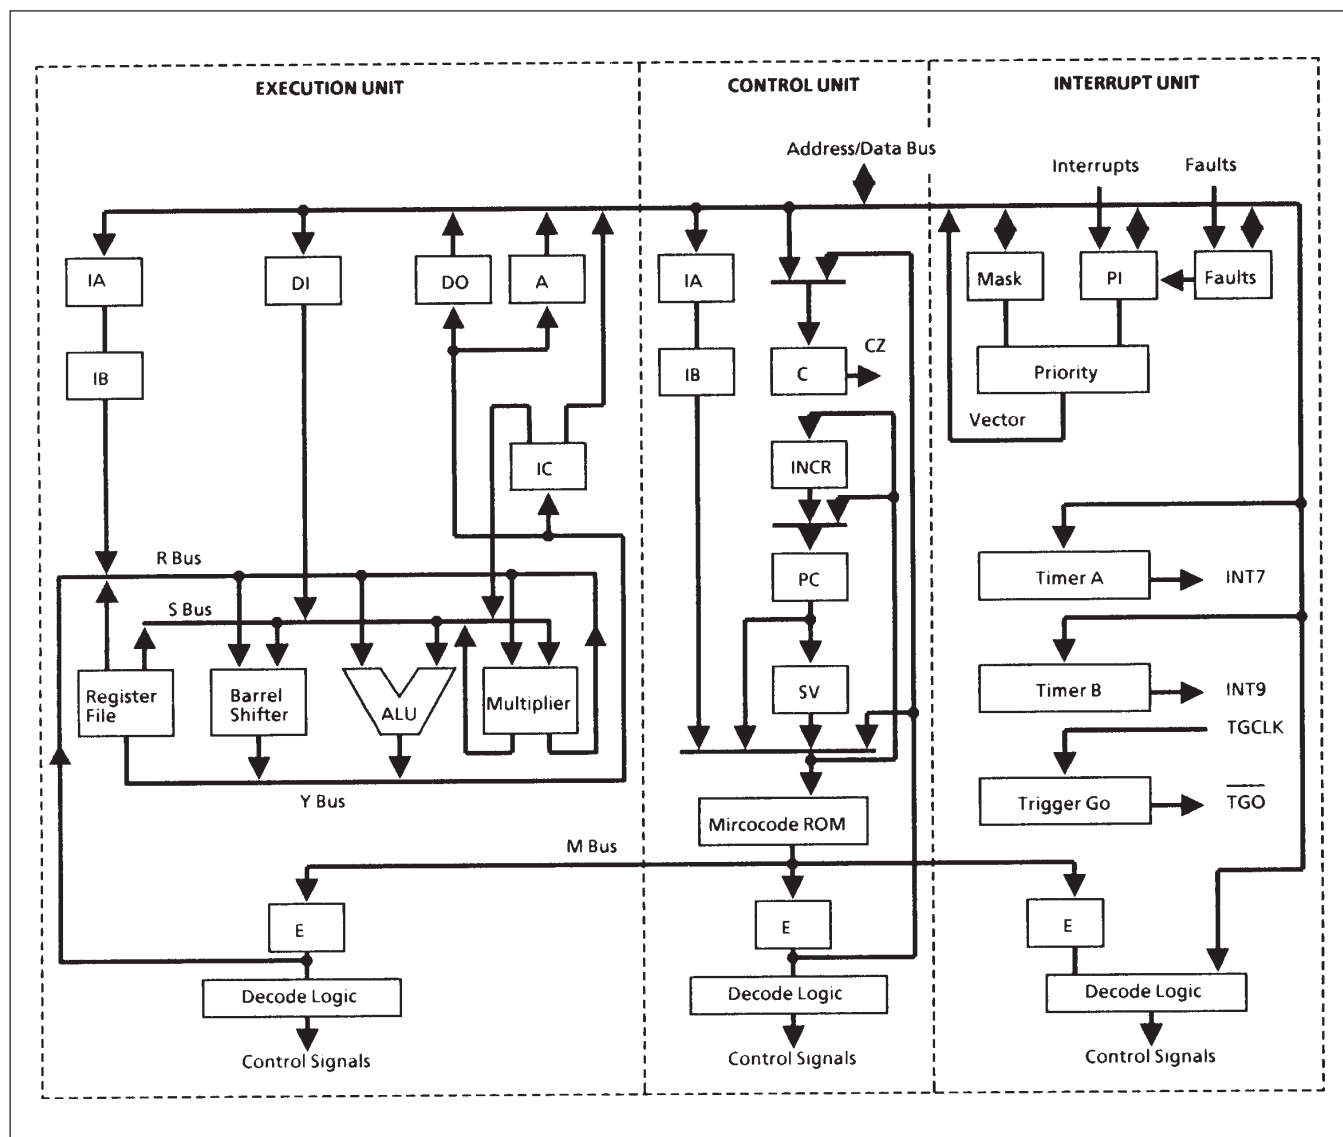 EXECUTION UNIT
CONTROL UNIT
INTERRUPT UNIT
Address/Data Bus
Interrupts
Faults
IA
DI
DO
A
IA
Mask
PI
Faults
IB
IB
C
CZ
Priority
Vector
IC
INCR
R Bus
PC
Timer A
INT7
S Bus
Register
File
Barrel
Shifter
ALU
Multiplier
SV
Timer B
INT9
TGCLK
Y Bus
Mircocode ROM
Trigger Go
TGO
M Bus
E
E
E
Decode Logic
Decode Logic
Decode Logic
Control Signals
Control Signals
Control Signals